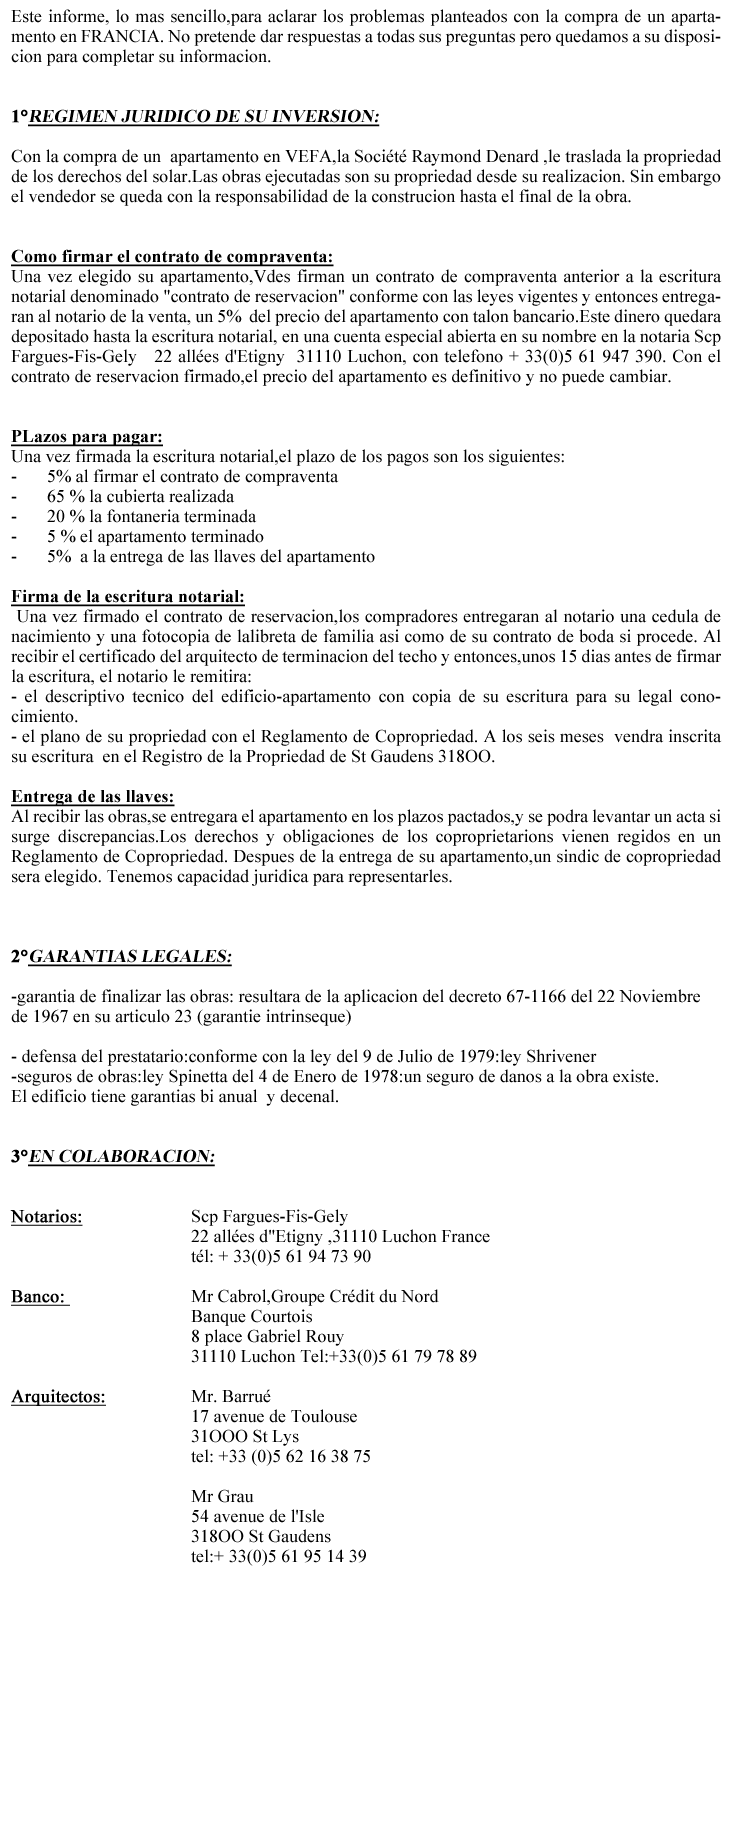 Este informe, lo mas sencillo,para aclarar los problemas planteados con la compra de un aparta-
mento en FRANCIA. No pretende dar respuestas a todas sus preguntas pero quedamos a su disposi-
cion para completar su informacion.
1°REGIMEN JURIDICO DE SU INVERSION:
Con la compra de un  apartamento en VEFA,la Société Raymond Denard ,le traslada la propriedad
de los derechos del solar.Las obras ejecutadas son su propriedad desde su realizacion. Sin embargo
el vendedor se queda con la responsabilidad de la construcion hasta el final de la obra.
Como firmar el contrato de compraventa:
Una vez elegido su apartamento,Vdes firman un contrato de compraventa anterior a la escritura
notarial denominado "contrato de reservacion" conforme con las leyes vigentes y entonces entrega-
ran al notario de la venta, un 5%  del precio del apartamento con talon bancario.Este dinero quedara
depositado hasta la escritura notarial, en una cuenta especial abierta en su nombre en la notaria Scp
Fargues-Fis-Gely   22 allées d'Etigny  31110 Luchon, con telefono + 33(0)5 61 947 390. Con el
contrato de reservacion firmado,el precio del apartamento es definitivo y no puede cambiar.
PLazos para pagar:
Una vez firmada la escritura notarial,el plazo de los pagos son los siguientes:
- 5% al firmar el contrato de compraventa
- 65 % la cubierta realizada
- 20 % la fontaneria terminada
- 5 % el apartamento terminado
- 5%  a la entrega de las llaves del apartamento
Firma de la escritura notarial:
Una vez firmado el contrato de reservacion,los compradores entregaran al notario una cedula de
nacimiento y una fotocopia de lalibreta de familia asi como de su contrato de boda si procede. Al
recibir el certificado del arquitecto de terminacion del techo y entonces,unos 15 dias antes de firmar
la escritura, el notario le remitira:
- el descriptivo tecnico del edificio-apartamento con copia de su escritura para su legal cono-
cimiento.
- el plano de su propriedad con el Reglamento de Copropriedad. A los seis meses  vendra inscrita
su escritura  en el Registro de la Propriedad de St Gaudens 318OO.
Entrega de las llaves:
Al recibir las obras,se entregara el apartamento en los plazos pactados,y se podra levantar un acta si
surge discrepancias.Los derechos y obligaciones de los coproprietarions vienen regidos en un
Reglamento de Copropriedad. Despues de la entrega de su apartamento,un sindic de copropriedad
sera elegido. Tenemos capacidad juridica para representarles.
2°GARANTIAS LEGALES:
-garantia de finalizar las obras: resultara de la aplicacion del decreto 67-1166 del 22 Noviembre
de 1967 en su articulo 23 (garantie intrinseque)
- defensa del prestatario:conforme con la ley del 9 de Julio de 1979:ley Shrivener
-seguros de obras:ley Spinetta del 4 de Enero de 1978:un seguro de danos a la obra existe.
El edificio tiene garantias bi anual  y decenal.
3°EN COLABORACION:
Notarios: Scp Fargues-Fis-Gely
22 allées d"Etigny ,31110 Luchon France
tél: + 33(0)5 61 94 73 90
Banco: Mr Cabrol,Groupe Crédit du Nord
Banque Courtois
8 place Gabriel Rouy
31110 Luchon Tel:+33(0)5 61 79 78 89
Arquitectos: Mr. Barrué
17 avenue de Toulouse
31OOO St Lys
tel: +33 (0)5 62 16 38 75
Mr Grau
54 avenue de l'Isle
318OO St Gaudens
tel:+ 33(0)5 61 95 14 39